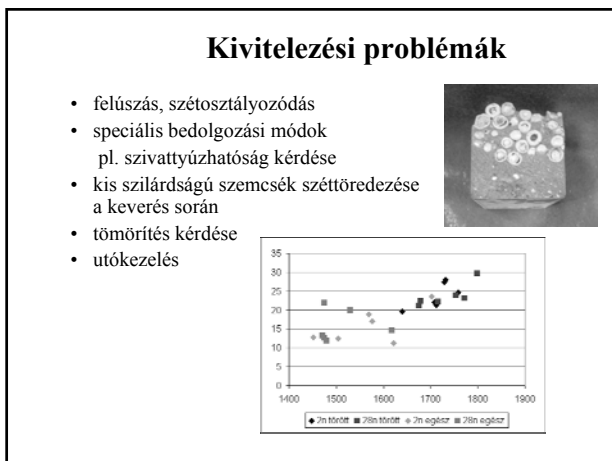 Kivitelezési problémák
• felúszás, szétosztályozódás
• speciális bedolgozási módok
pl. szivattyúzhatóság kérdése
• kis szilárdságú szemcsék széttöredezése
a keverés során
• tömörítés kérdése
• utókezelés
35
30
25
20
15
10
5
0
1400 1500 1600 1700 1800 1900
2n törött 28n törött 2n egész 28n egész